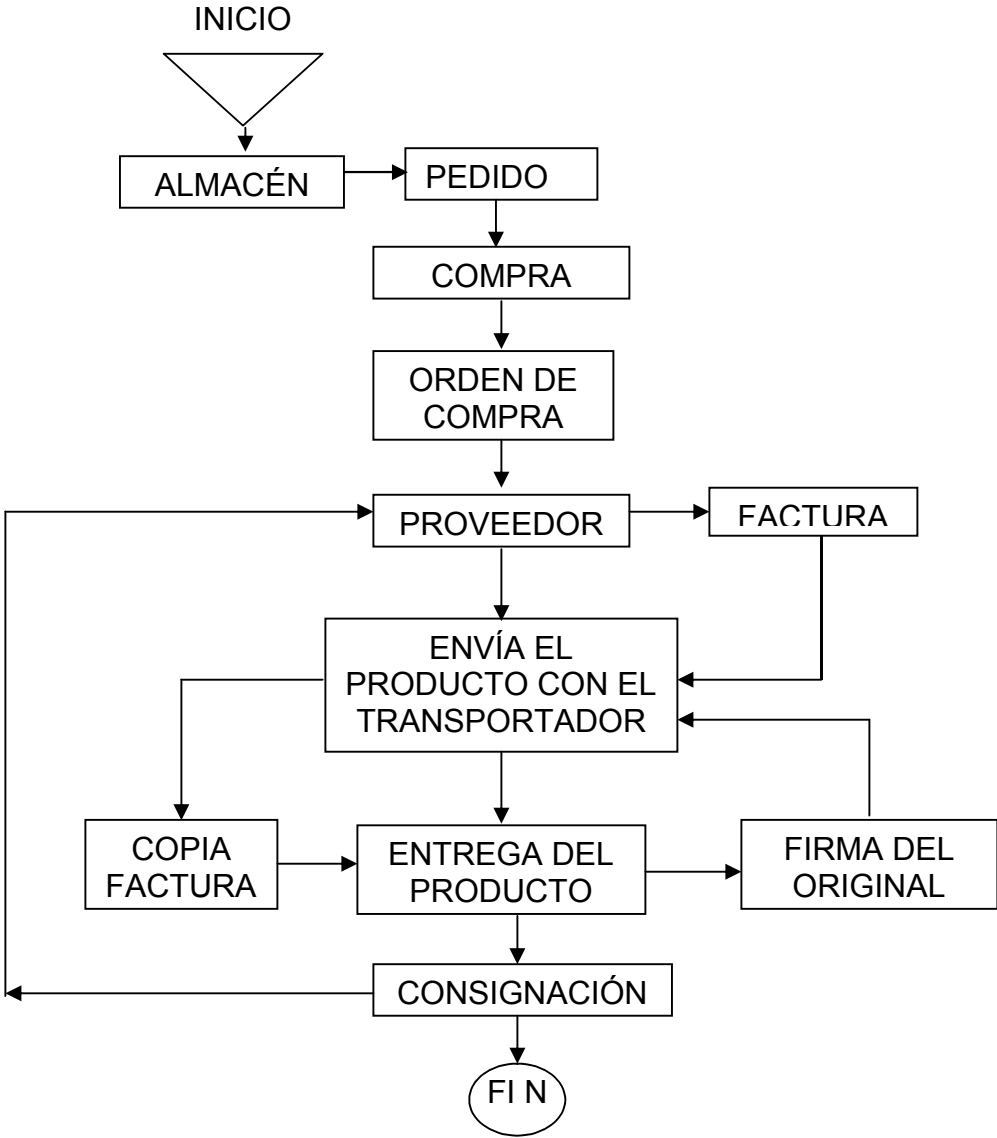 INICIO
ALMACÉN
PEDIDO
COMPRA
ORDEN DE
COMPRA
PROVEEDOR
FACTURA
ENVÍA EL
PRODUCTO CON EL
TRANSPORTADOR
COPIA
FACTURA
ENTREGA DEL
PRODUCTO
FIRMA DEL
ORIGINAL
CONSIGNACIÓN
FI N